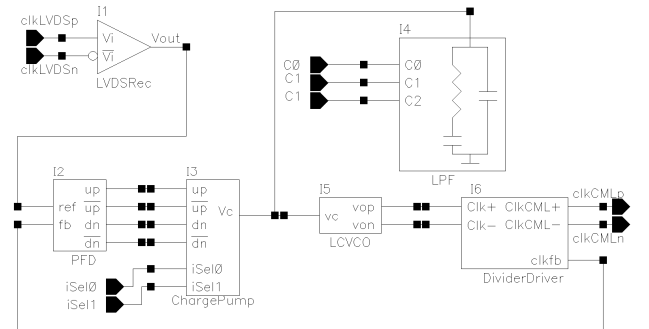 I1
clkLVDSp
Vi
Vout
clkLVDSn
Vi
LVDSRec
I4
C0
C0
C1
C1
C1
C2
LPF
I2
I3
ref
up
up
fb
up
up
dn
dn
dn
dn
PFD
Vc
iSel0
iSel0
iSel1
iSel1
ChargePump
I5
vc
vop
von
LCVCO
I6
Clk+
ClkCML+
clkCMLp
Clk-
ClkCML-
clkCMLn
clkfb
DividerDriver